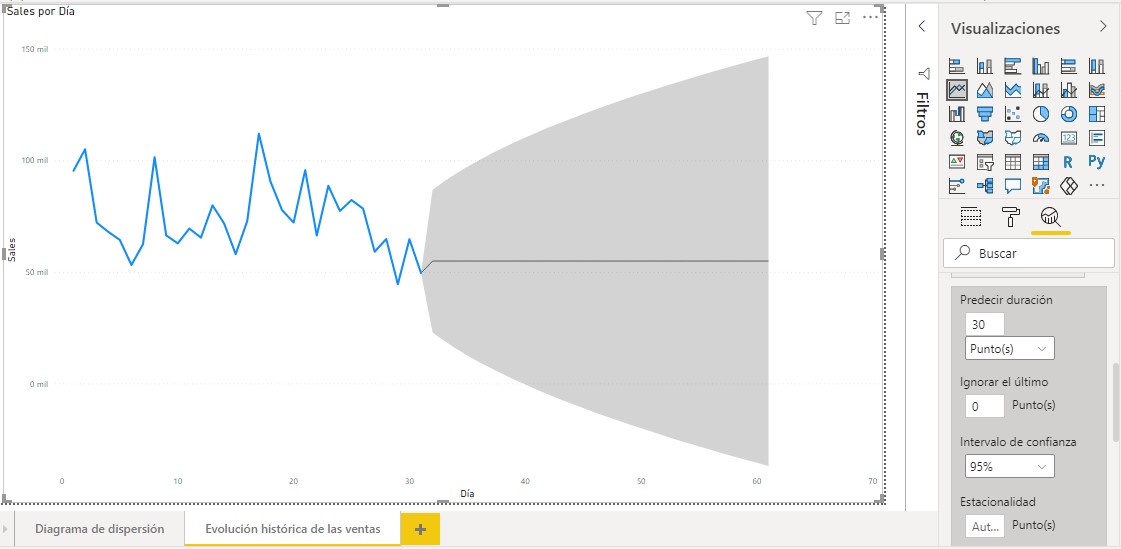 Sales por Día
150 mil
100 mil
50 mil
0 mil
Sales
0
10
20
30
40
50
60
70
Día
Diagrama de dispersión
Evolución histórica de las ventas
+
Filtros
Visualizaciones
123
R
Py
Buscar
Predecir duración
30
Punto(s)
Ignorar el último
0 Punto(s)
Intervalo de confianza
95%
Estacionalidad
Aut... Punto(s)